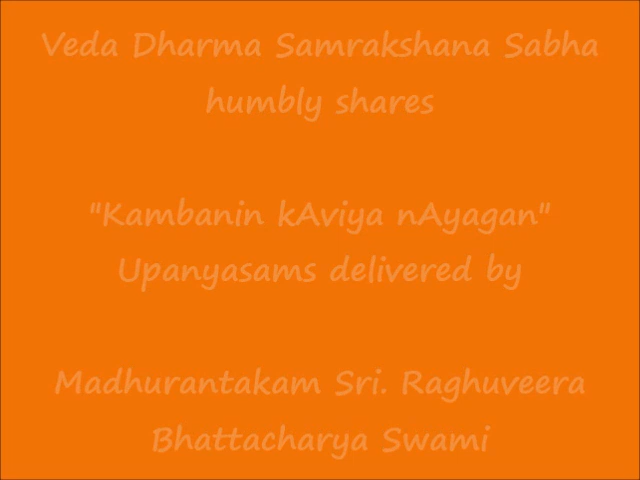 Veda Dharma Samrakshana Sabha
humbly shares
"Kambanin kAviya nAyagan"
Upanyasams delivered by
Madhurantakam Sri. Raghuveera
Bhattacharya Swami